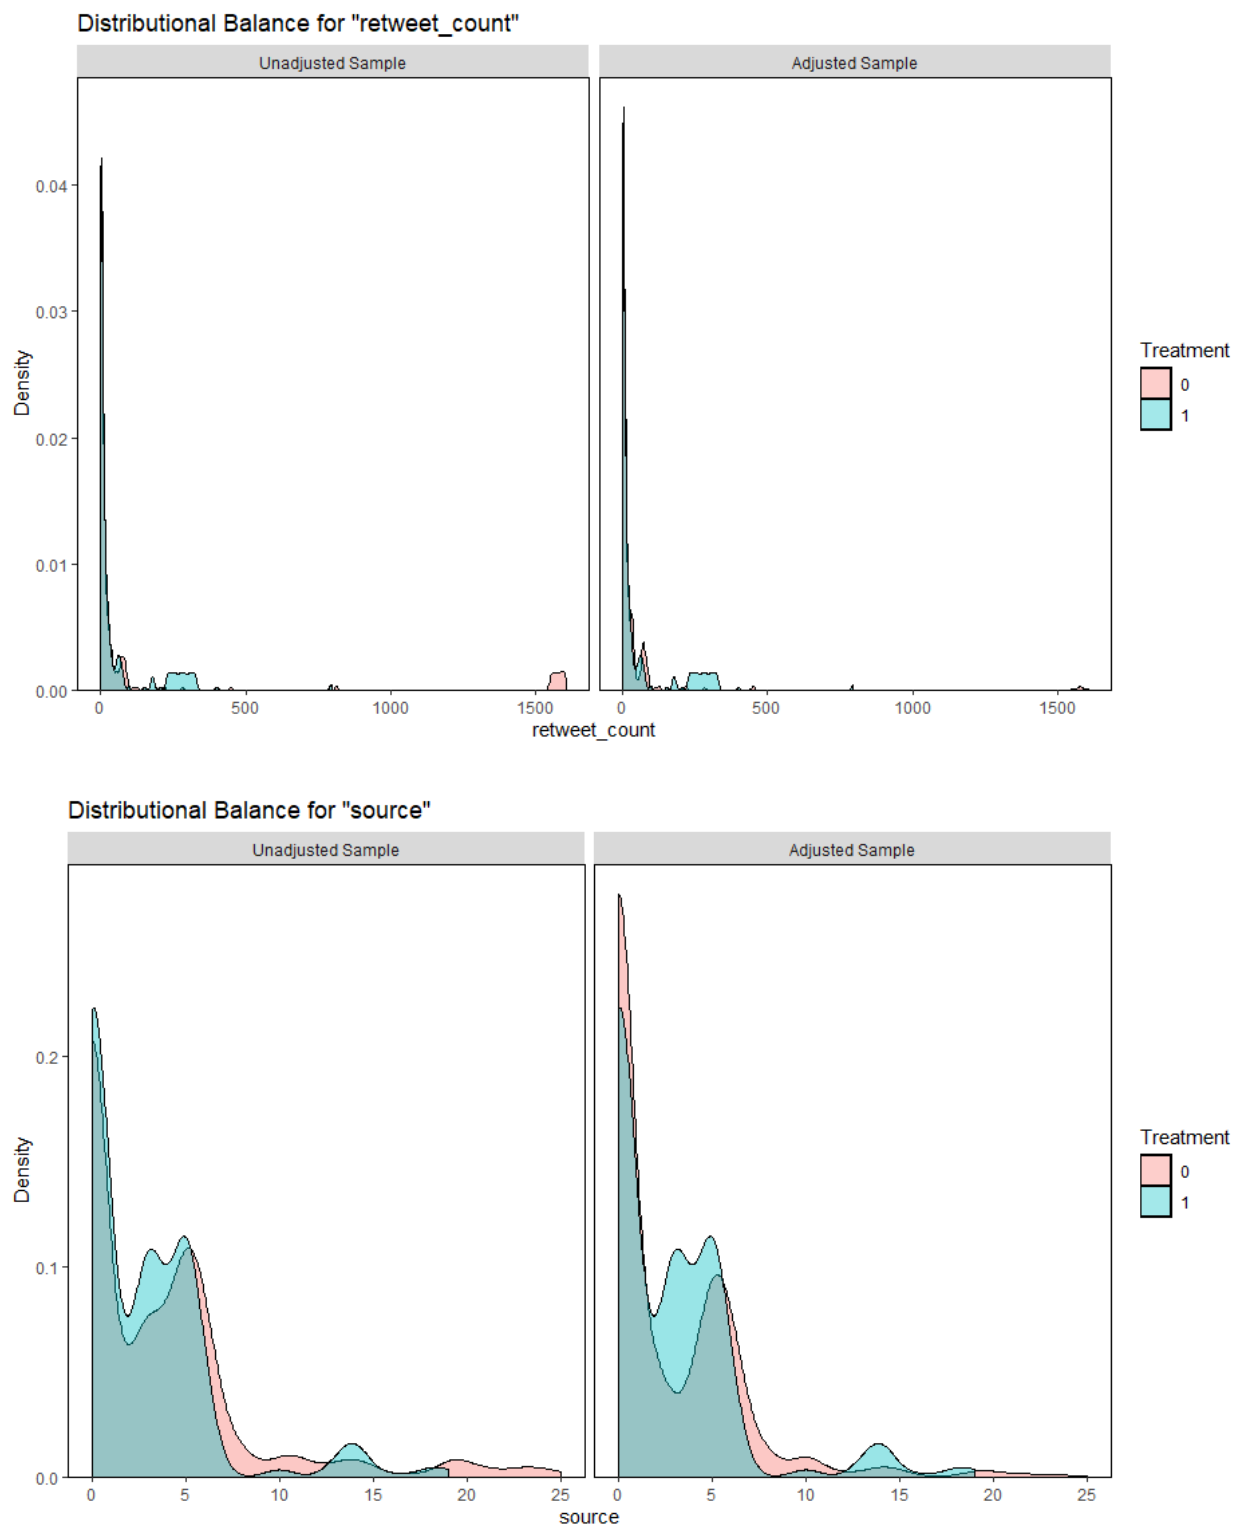 Distributional Balance for "retweet_count"
Unadjusted Sample
Adjusted Sample
Density
0.04
0.03
0.02
0.01
0.00
0 500 1000 1500
0 500 1000 1500
retweet_count
Treatment
0
1
Distributional Balance for "source"
Unadjusted Sample
Adjusted Sample
Density
0.2
0.1
0.0
0 5 10 15 20 25
0 5 10 15 20 25
source
Treatment
0
1